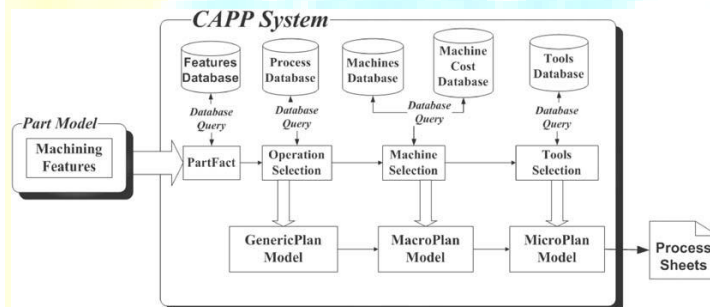 CAPP System
Features
Database
Process
Database
Machines
Database
Machine
Cost
Database
Tools
Database
Database
Query
Database
Query
Database
Query
Database
Query
Part Model
Machining
Features
PartFact
Operation
Selection
Machine
Selection
Tools
Selection
GenericPlan
Model
MacroPlan
Model
MicroPlan
Model
Process
Sheets